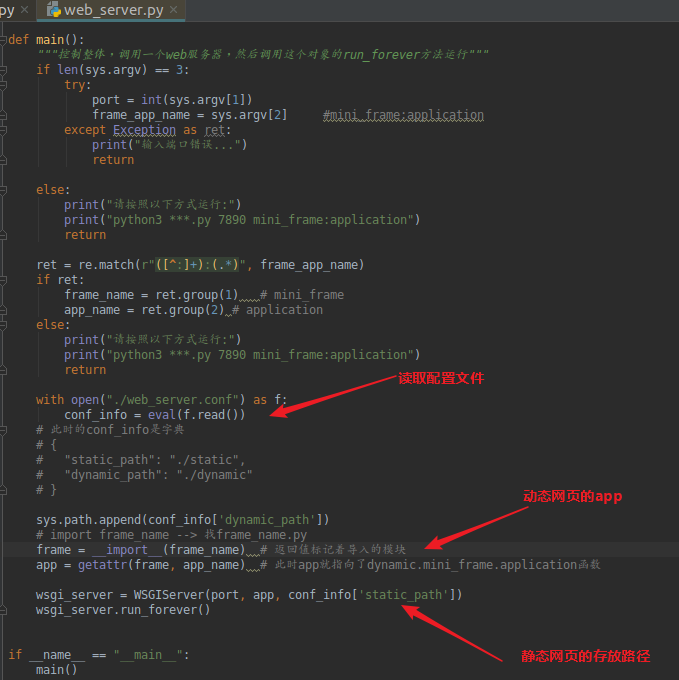 py × web_server.py ×
def main():
    """控制整体，调用一个web服务器，然后调用这个对象的run_forever方法运行"""
    if len(sys.argv) == 3:
        try:
            port = int(sys.argv[1])
            frame_app_name = sys.argv[2]     #mini_frame:application
        except Exception as ret:
            print("输入端口错误...")
            return
    else:
        print("请按照以下方式运行:")
        print("python3 ***.py 7890 mini_frame:application")
        return
    ret = re.match(r"([^:]+):(.*)", frame_app_name)
    if ret:
        frame_name = ret.group(1)   # mini_frame
        app_name = ret.group(2) # application
    else:
        print("请按照以下方式运行:")
        print("python3 ***.py 7890 mini_frame:application")
        return
    with open("./web_server.conf") as f:
读取配置文件
        conf_info = eval(f.read())
    # 此时的conf_info是字典
    # {
    #   "static_path": "./static",
    #   "dynamic_path": "./dynamic"
    # }
动态网页的app
    sys.path.append(conf_info['dynamic_path'])
    # import frame_name --> 找frame_name.py
    frame = __import__(frame_name)  # 返回值标记着导入的模块
    app = getattr(frame, app_name)  # 此时app就指向了dynamic.mini_frame.application函数
    wsgi_server = WSGIServer(port, app, conf_info['static_path'])
    wsgi_server.run_forever()
静态网页的存放路径
if __name__ == "__main__":
    main()